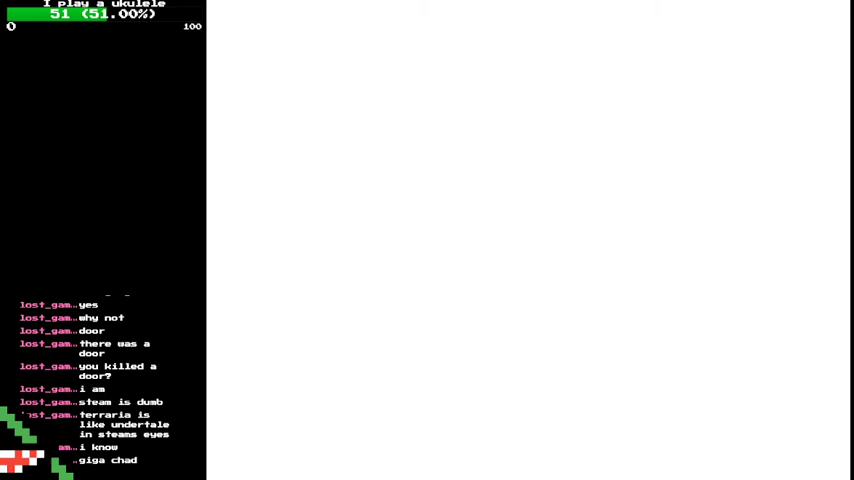 I play a ukulele
51 (51.00%)
0
100
lost_gam…yes
lost_gam…why not
lost_gam…door
lost_gam…there was a
door
lost_gam…you killed a
door?
lost_gam…i am
lost_gam…steam is dumb
ost_gam…terraria is
like undertale
in steams eyes
am…i know
..giga chad